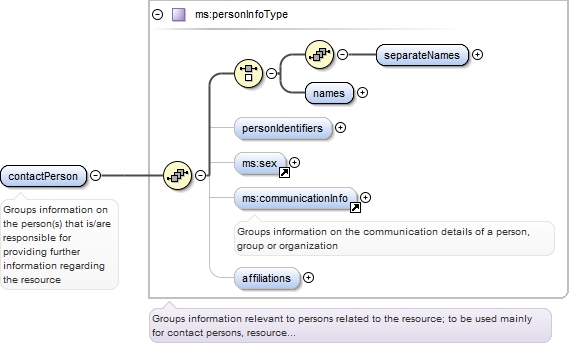 ms:personInfoType
separateNames
names
personIdentifiers
ms:sex
contactPerson
ms:communicationInfo
Groups information on
the person(s) that is/are
responsible for
providing further
information regarding
the resource
Groups information on the communication details of a person,
group or organization
affiliations
Groups information relevant to persons related to the resource; to be used mainly
for contact persons, resource...